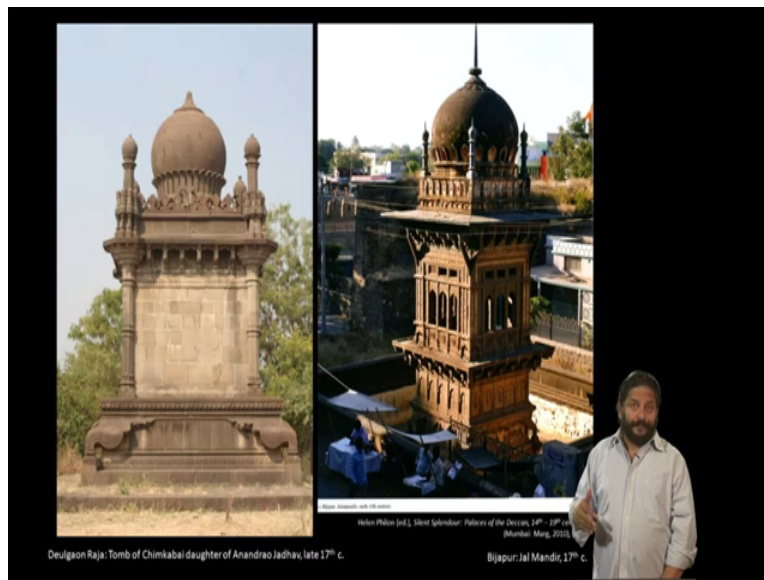 Helen Philon (ed.), Silent Splendour: Palaces of the Deccan, 14th - 19th
(Mumbai: Marg, 2010),
Deulgaon Raja: Tomb of Chimkabai daughter of Anandrao Jadhav, late 17th c.
Bijapur: Jal Mandir, 17th c.